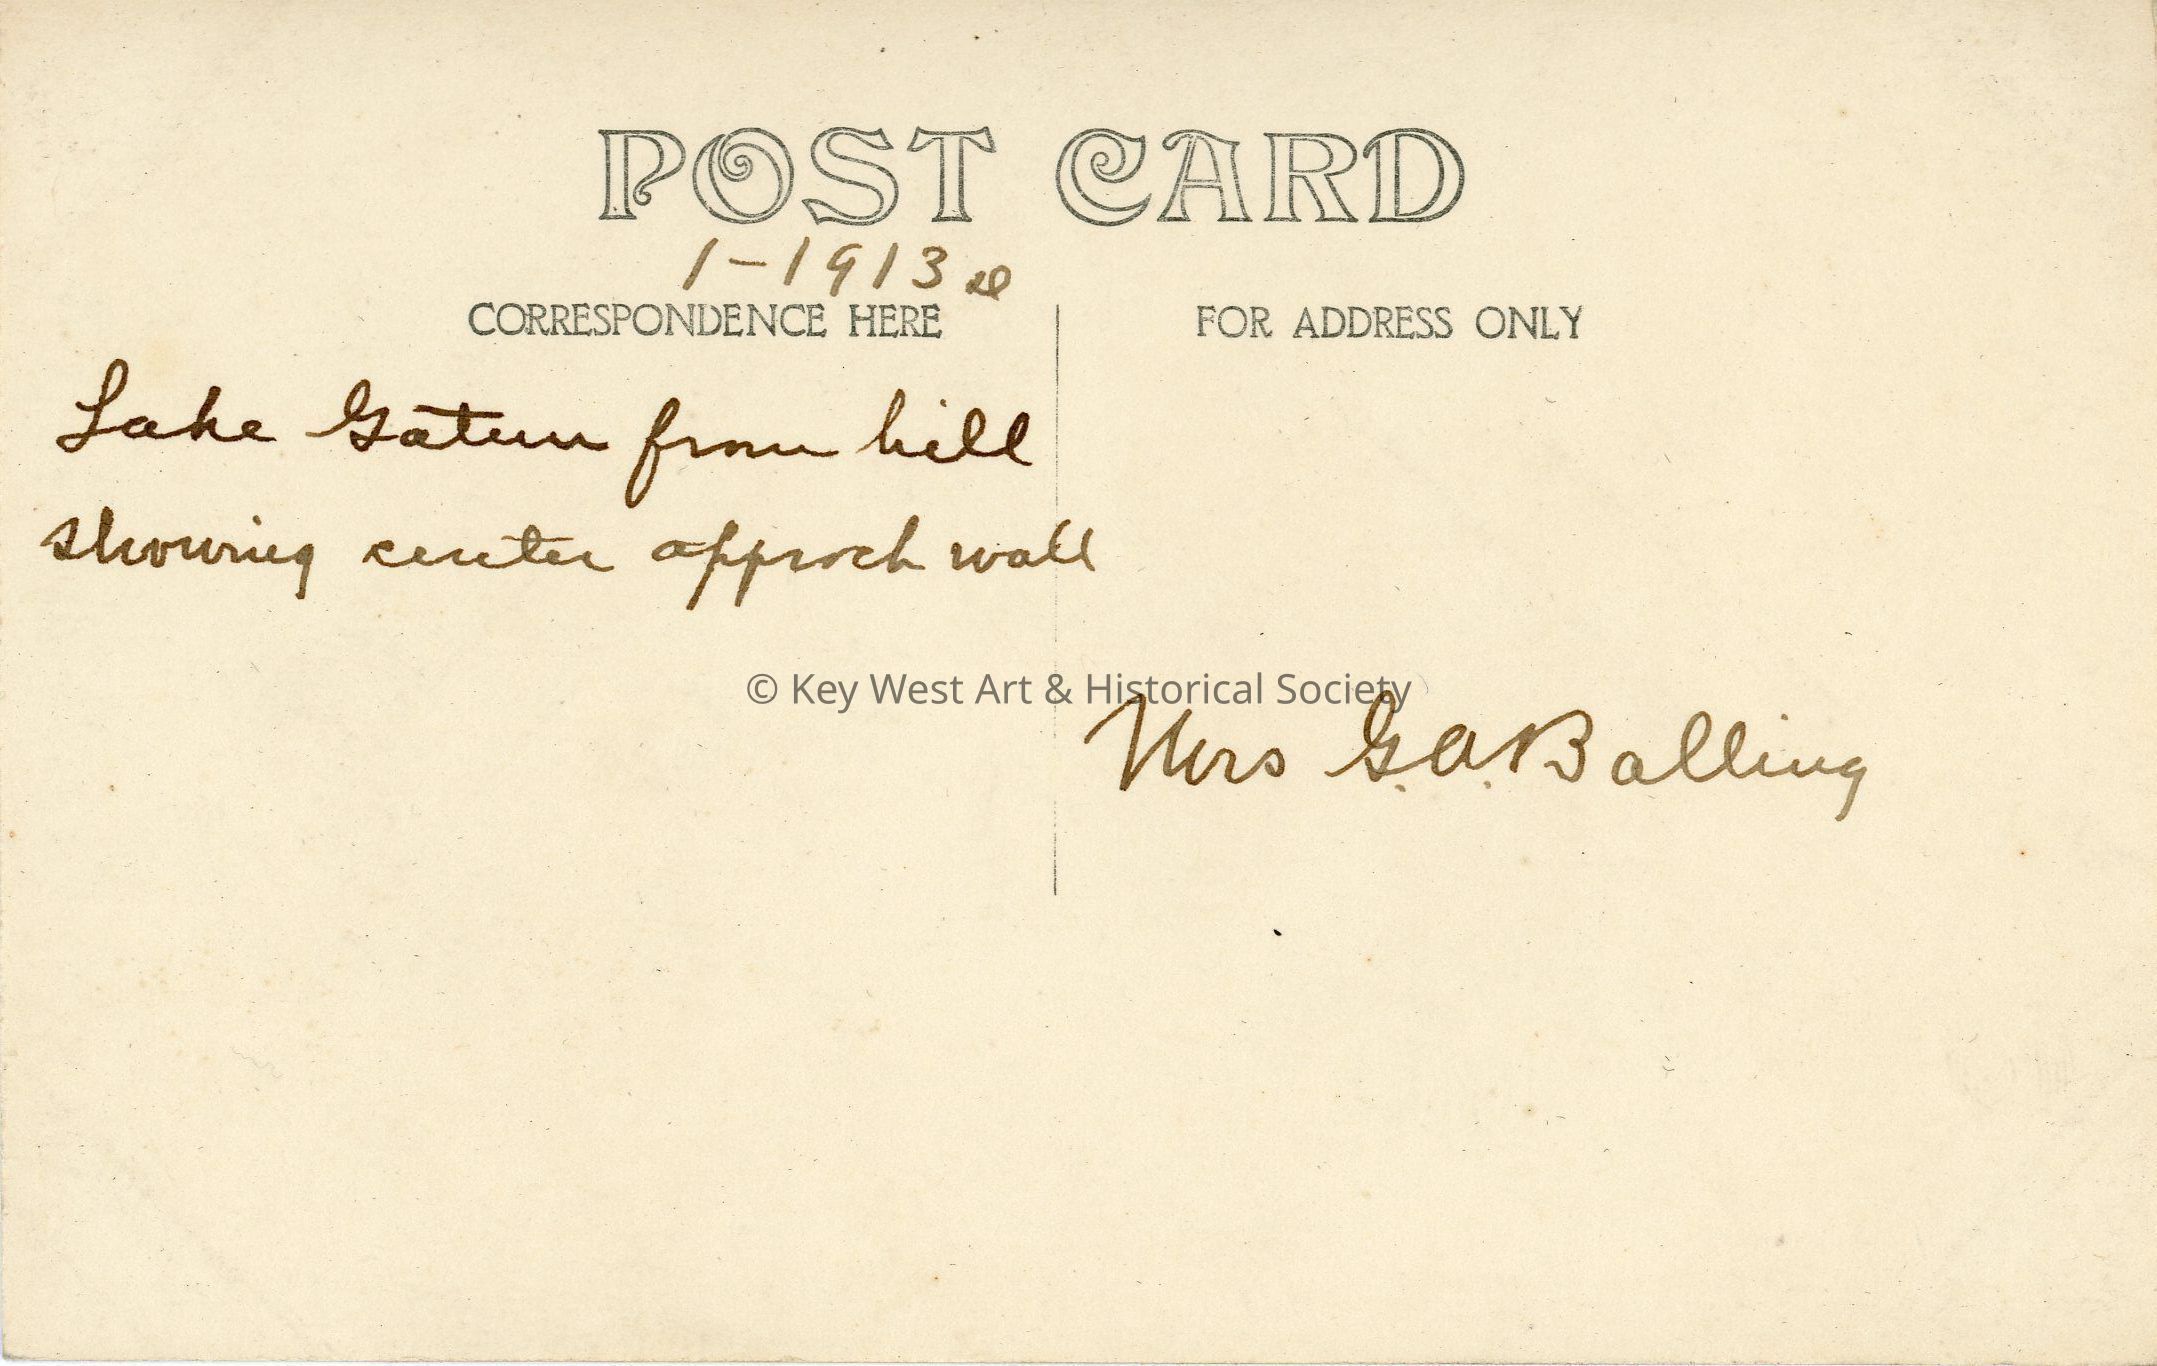 POST CARD
1-1913
CORRESPONDENCE HERE
FOR ADDRESS ONLY
Lake Gatun from hill
showing center approch wall
© Key West Art & Historical Society
Mrs G.A. Balling